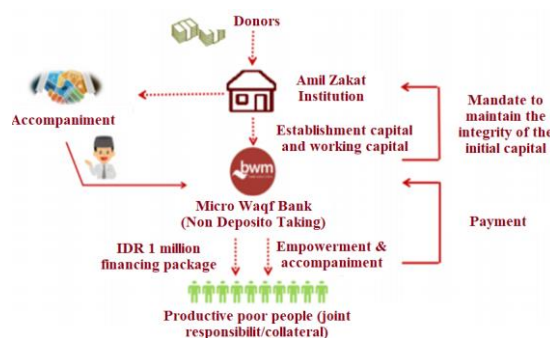 Donors
Amil Zakat
Institution
Mandate to
maintain the
integrity of the
initial capital
Accompaniment
Establishment capital
and working capital
bwm
Micro Waqf Bank
(Non Deposito Taking)
Payment
IDR 1 million
financing package
Empowerment &
accompaniment
Productive poor people (joint
responsibilit/collateral)